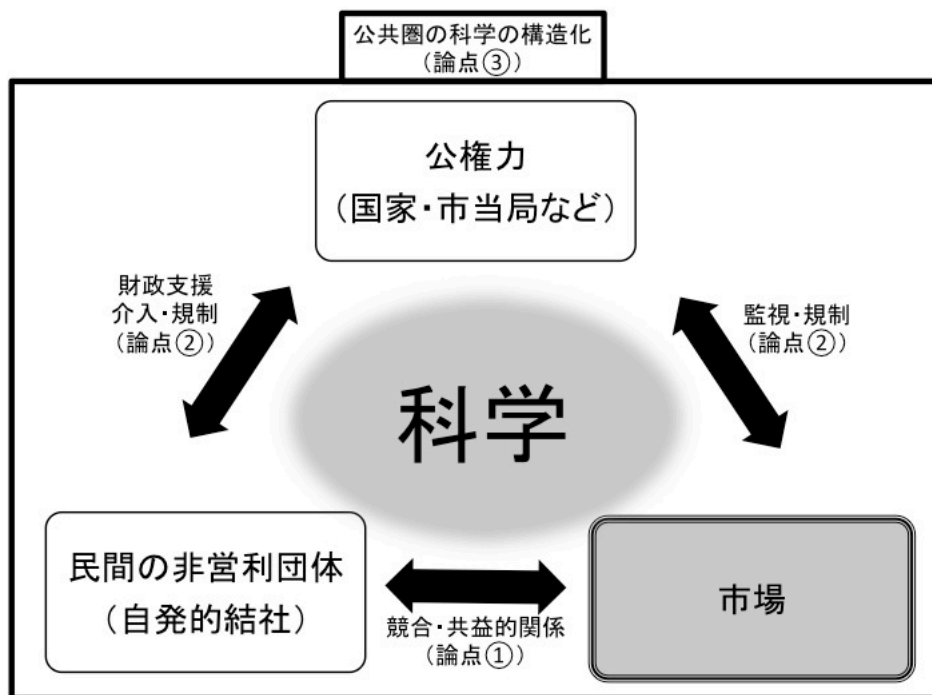 公共圏の科学の構造化
（論点③）
公権力
（国家・市当局など）
財政支援
介入・規制
（論点②）
監視・規制
（論点②）
科学
民間の非営利団体
（自発的結社）
市場
競合・共益的関係
（論点①）